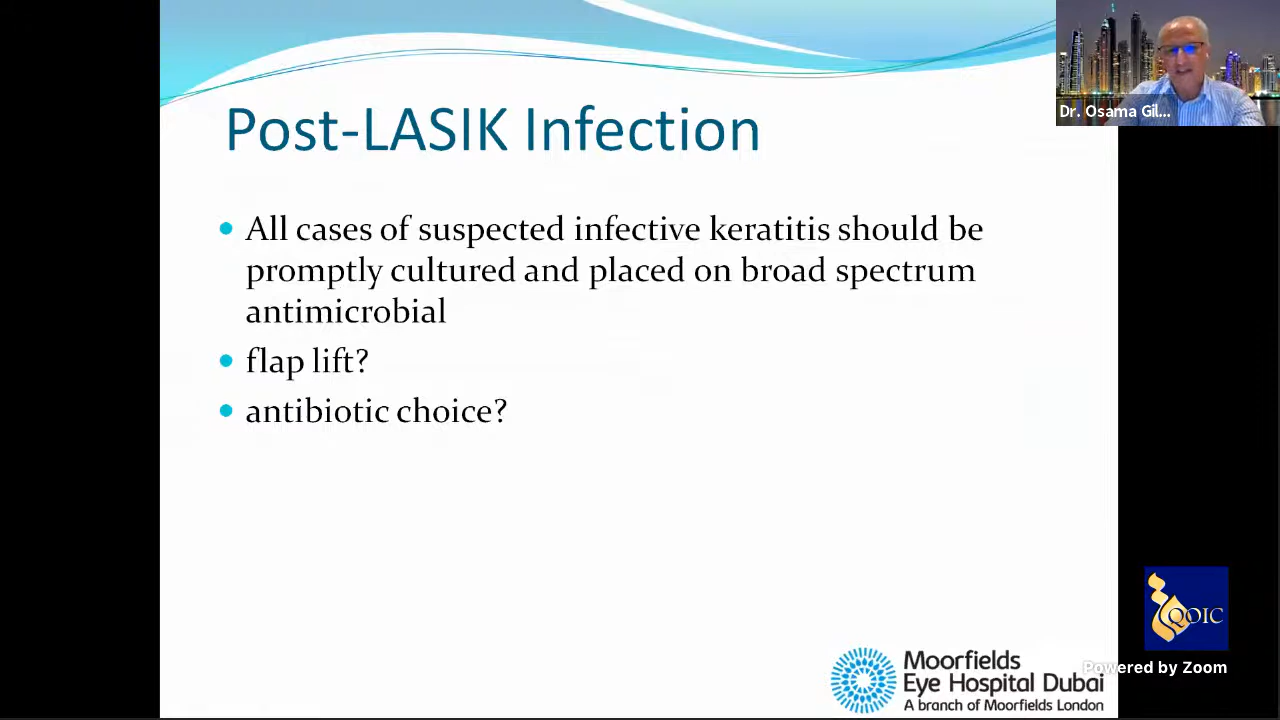 Dr. Osama Gil...
Post-LASIK Infection
All cases of suspected infective keratitis should be
promptly cultured and placed on broad spectrum
antimicrobial
flap lift?
antibiotic choice?
QOIC
Powered by Zoom
Moorfields
Eye Hospital Dubai
A branch of Moorfields London